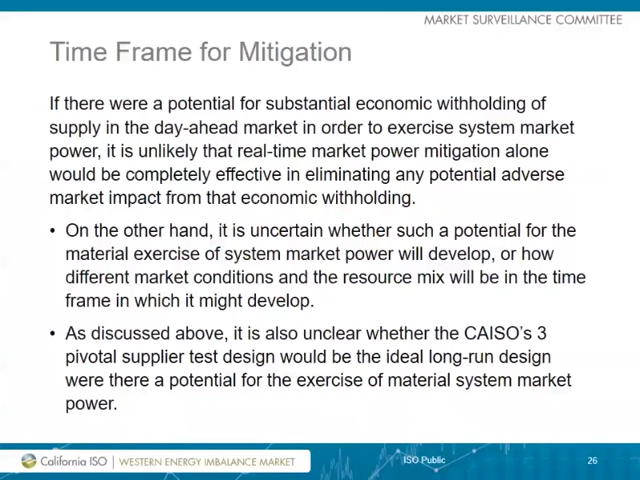 MARKET SURVEILLANCE COMMITTEE
Time Frame for Mitigation
If there were a potential for substantial economic withholding of
supply in the day-ahead market in order to exercise system market
power, it is unlikely that real-time market power mitigation alone
would be completely effective in eliminating any potential adverse
market impact from that economic withholding.
• On the other hand, it is uncertain whether such a potential for the
material exercise of system market power will develop, or how
different market conditions and the resource mix will be in the time
frame in which it might develop.
• As discussed above, it is also unclear whether the CAISO's 3
pivotal supplier test design would be the ideal long-run design
were there a potential for the exercise of material system market
power.
California ISO | WESTERN ENERGY IMBALANCE MARKET ISO Public 26